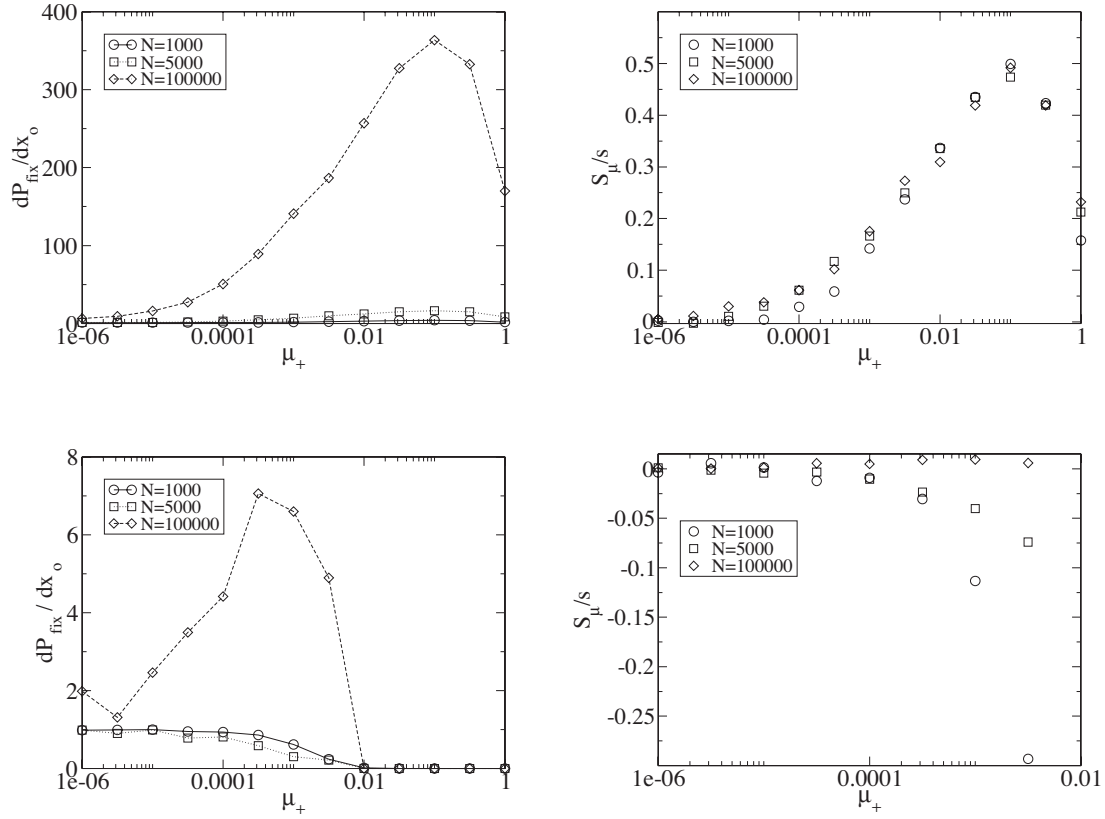 400
300
200
100
0
dP_fix/dx_o
N=1000
N=5000
N=100000
1e-06
0.0001
0.01
1
μ_+
0.5
0.4
0.3
0.2
0.1
0
S_μ/s
N=1000
N=5000
N=100000
1e-06
0.0001
0.01
1
μ_+
8
6
4
2
0
dP_fix / dx_o
N=1000
N=5000
N=100000
1e-06
0.0001
0.01
1
μ_+
0
-0.05
-0.1
-0.15
-0.2
-0.25
S_μ/s
N=1000
N=5000
N=100000
1e-06
0.0001
0.01
μ_+